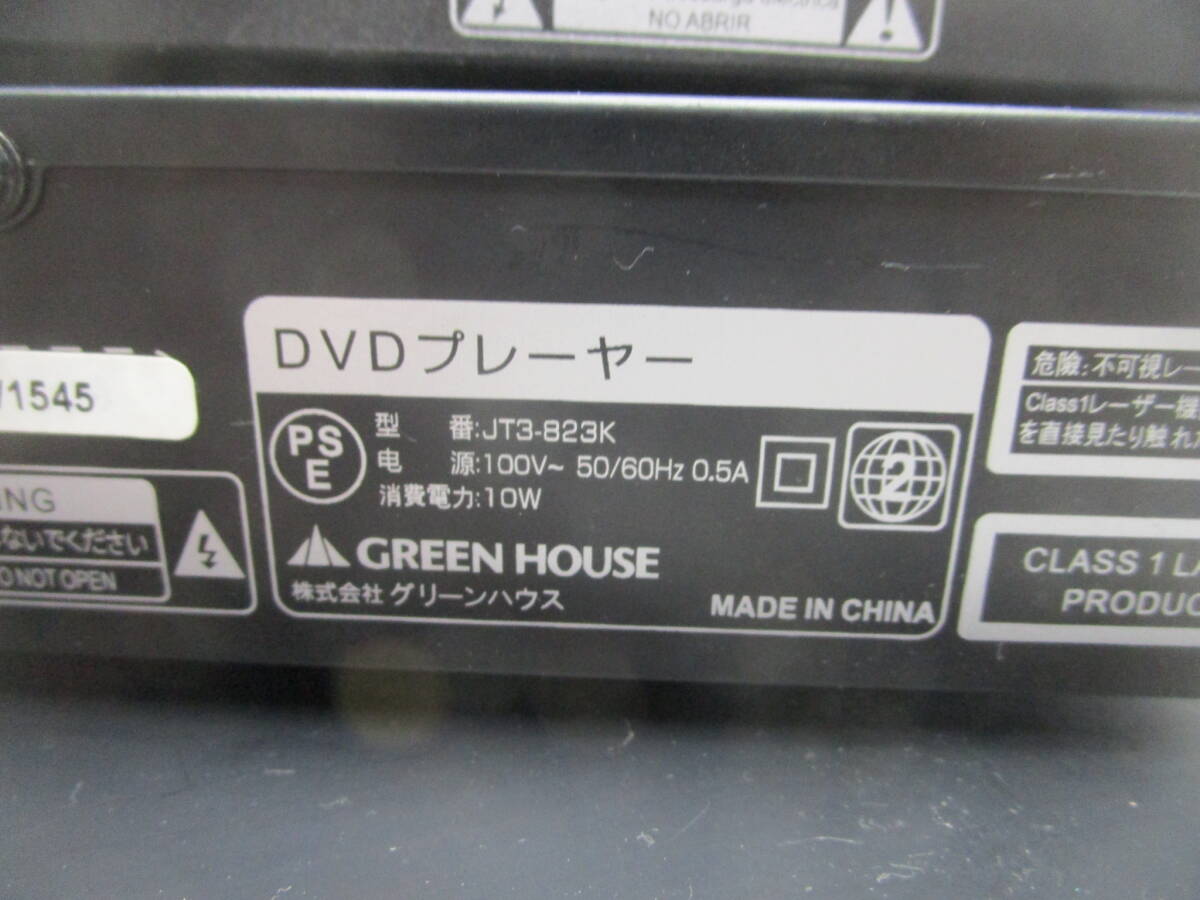 NO ABRIR
DVDプレーヤー
PSE
型 番:JT3-823K
电 源:100V~ 50/60Hz 0.5A
消費電力:10W
2
GREEN HOUSE
株式会社 グリーンハウス
MADE IN CHINA
1545
ING
ないでください
DO NOT OPEN
危險:不可視レー
Class1レーザー
を直接見たり触れ
CLASS 1 LA
PRODUC